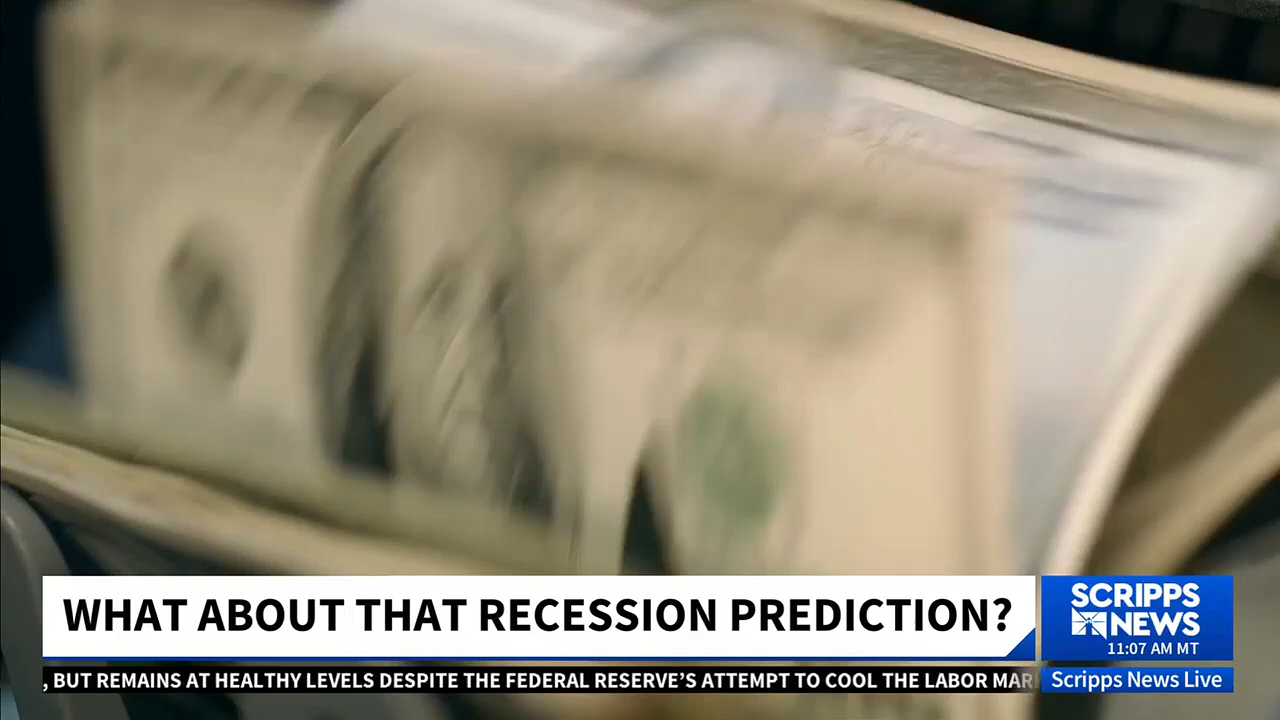 WHAT ABOUT THAT RECESSION PREDICTION?
SCRIPPS
NEWS
11:07 AM MT
, BUT REMAINS AT HEALTHY LEVELS DESPITE THE FEDERAL RESERVE'S ATTEMPT TO COOL THE LABOR MAR
Scripps News Live